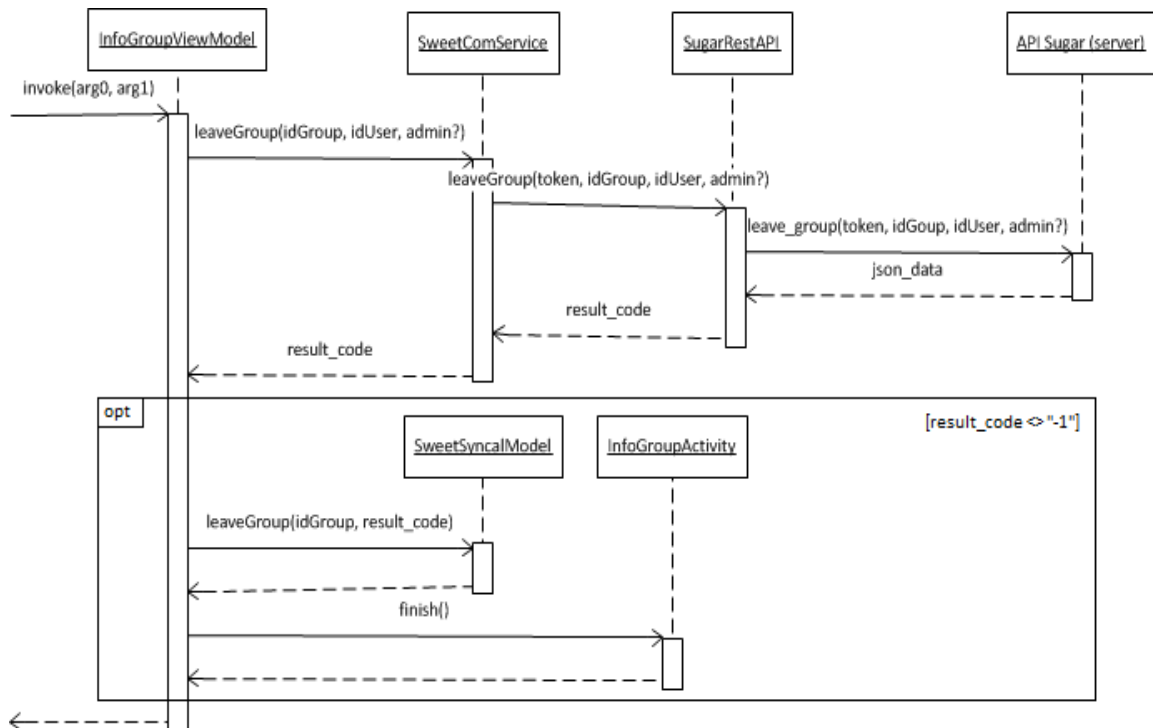 InfoGroupViewModel
SweetComService
SugarRestAPI
API Sugar (server)
invoke(arg0, arg1)
leaveGroup(idGroup, idUser, admin?)
leaveGroup(token, idGroup, idUser, admin?)
leave_group(token, idGoup, idUser, admin?)
json_data
result_code
result_code
opt
[result_code <> "-1"]
SweetSyncalModel
InfoGroupActivity
leaveGroup(idGroup, result_code)
finish()